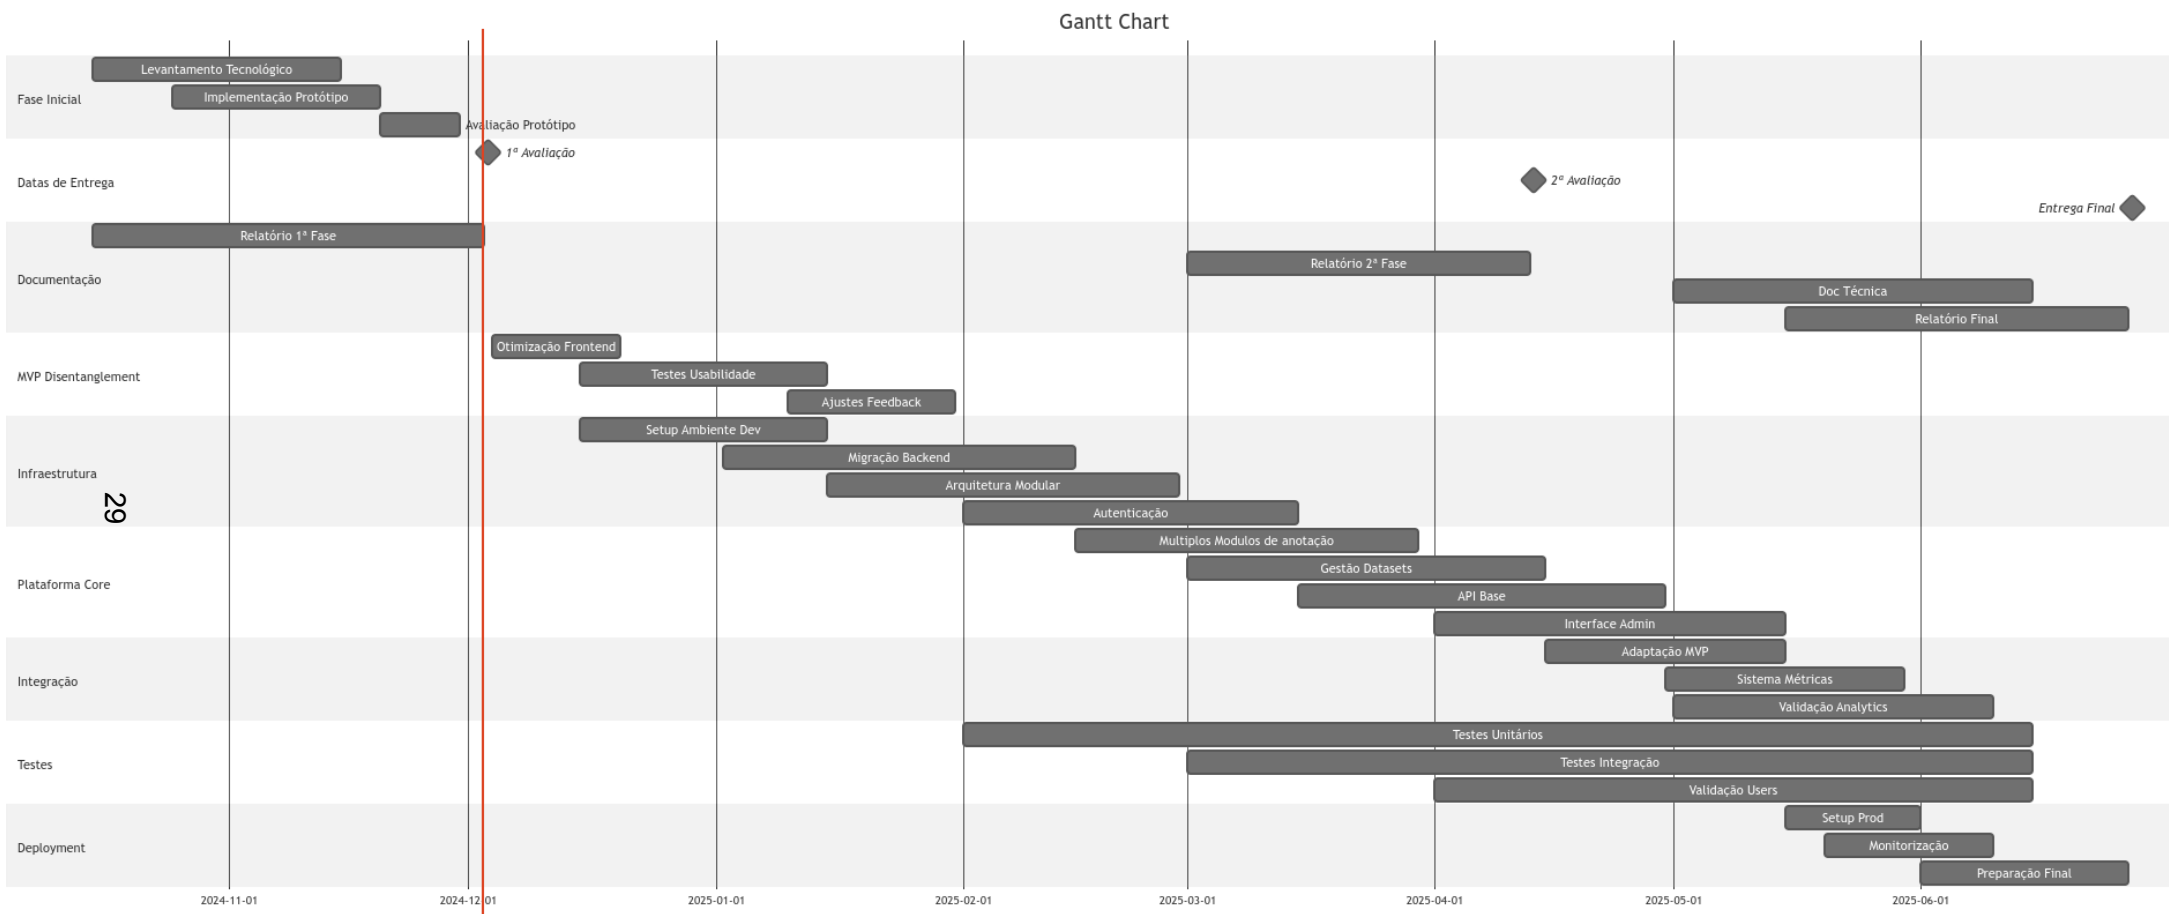 Gantt Chart
Levantamento Tecnológico
Fase Inicial
Implementação Protótipo
Avaliação Protótipo
1ª Avaliação
Datas de Entrega
2ª Avaliação
Entrega Final
Relatório 1ª Fase
Relatório 2ª Fase
Documentação
Doc Técnica
Relatório Final
Otimização Frontend
MVP Disentanglement
Testes Usabilidade
Ajustes Feedback
Setup Ambiente Dev
Migração Backend
Infraestrutura
Arquitetura Modular
29
Autenticação
Multiplos Modulos de anotação
Gestão Datasets
Plataforma Core
API Base
Interface Admin
Adaptação MVP
Integração
Sistema Métricas
Validação Analytics
Testes Unitários
Testes
Testes Integração
Validação Users
Setup Prod
Deployment
Monitorização
Preparação Final
2024-11-01 2024-12-01 2025-01-01 2025-02-01 2025-03-01 2025-04-01 2025-05-01 2025-06-01